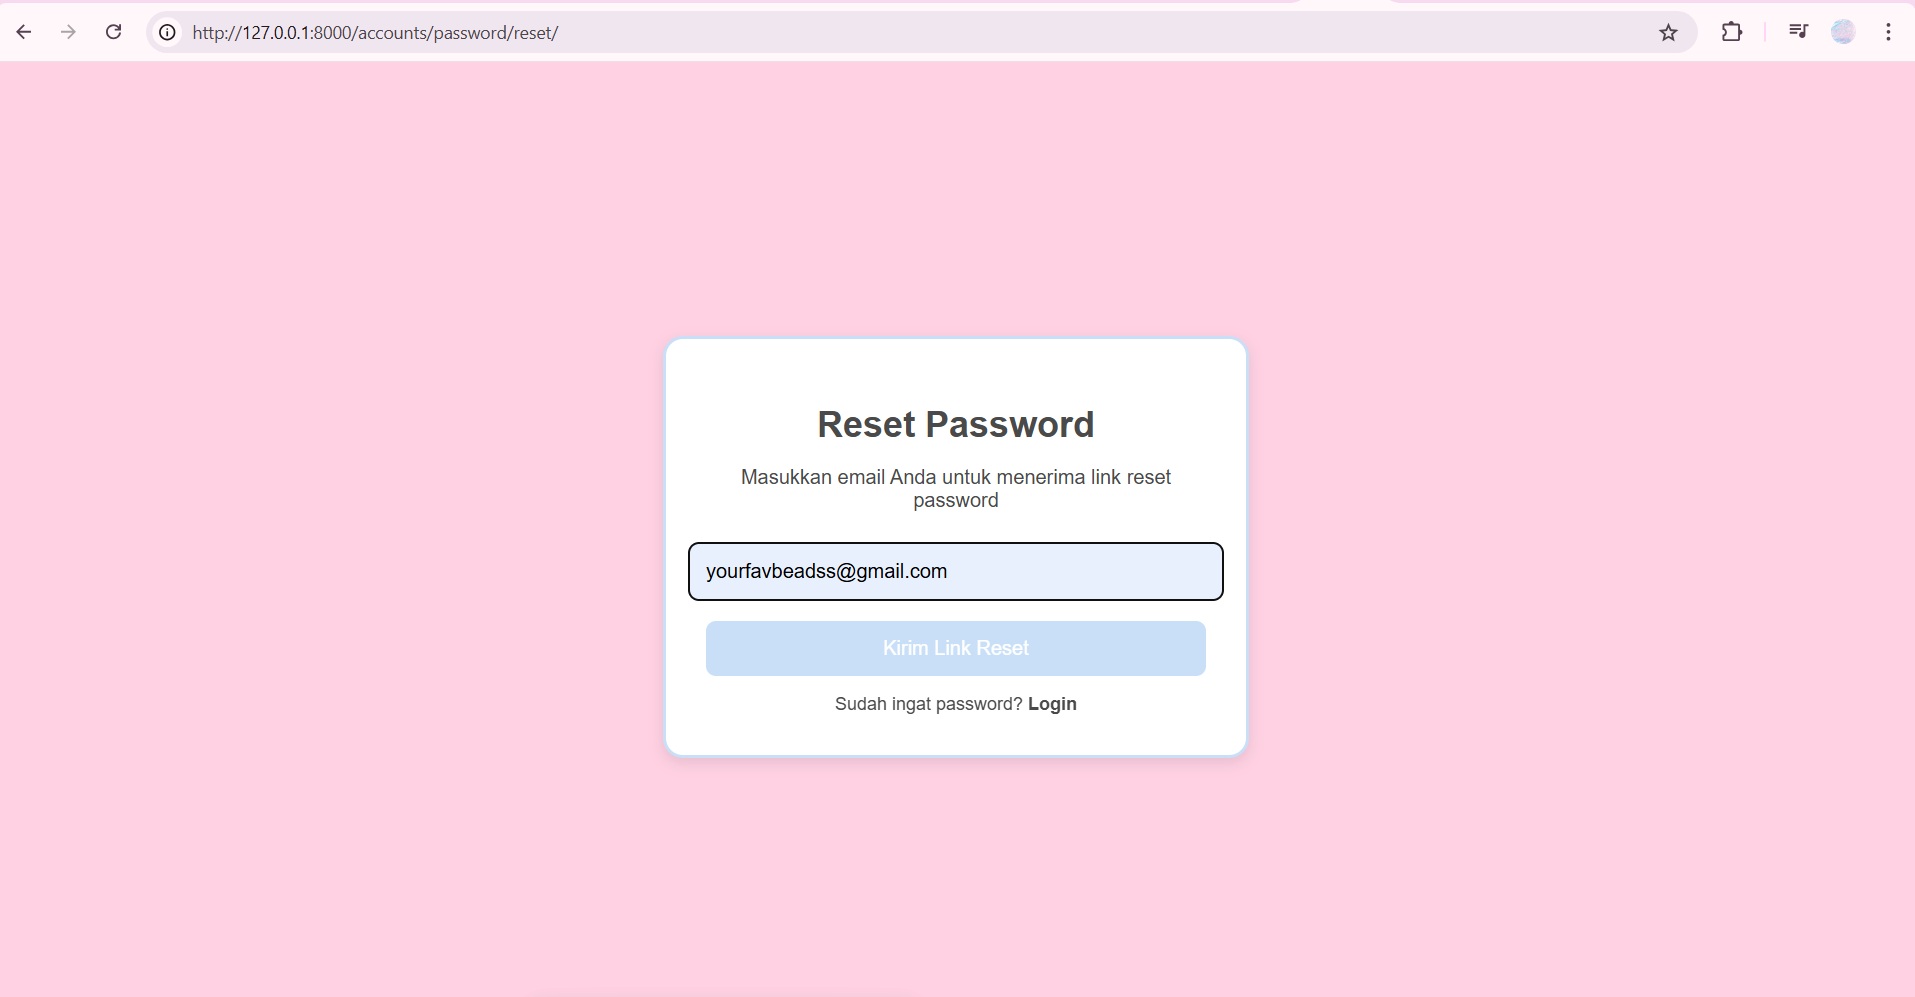 http://127.0.0.1:8000/accounts/password/reset/
Reset Password
Masukkan email Anda untuk menerima link reset
password
yourfavbeadss@gmail.com
Kirim Link Reset
Sudah ingat password? Login